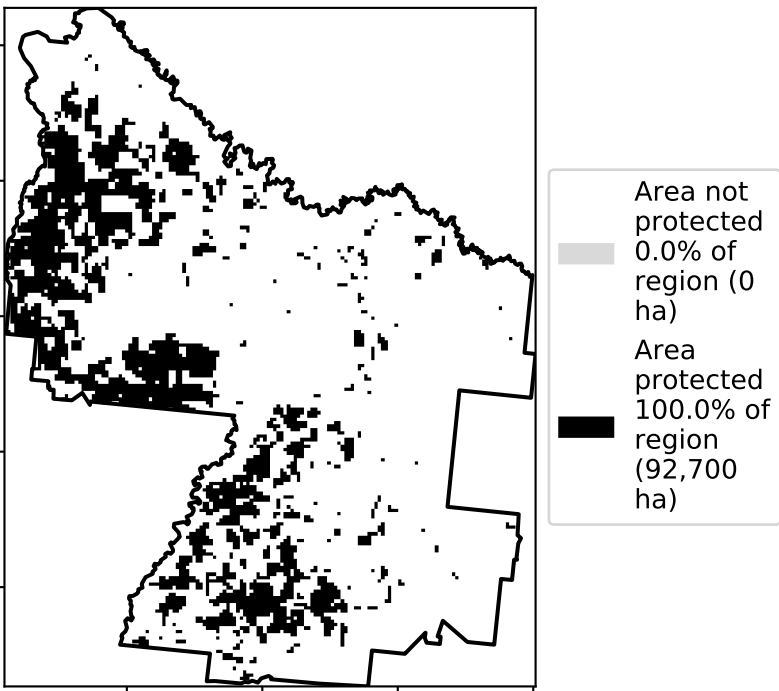 Area not
protected
0.0% of
region (0
ha)
Area
protected
100.0% of
region
(92,700
ha)